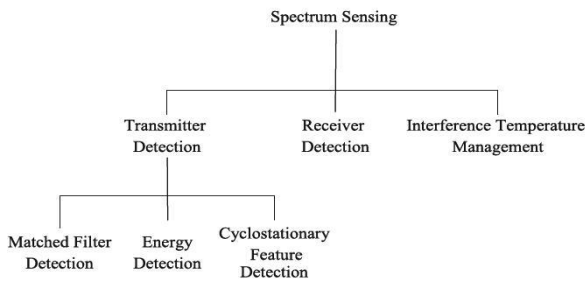 Spectrum Sensing
Transmitter
Detection
Receiver
Detection
Interference Temperature
Management
Matched Filter
Detection
Energy
Detection
Cyclostationary
Feature
Detection